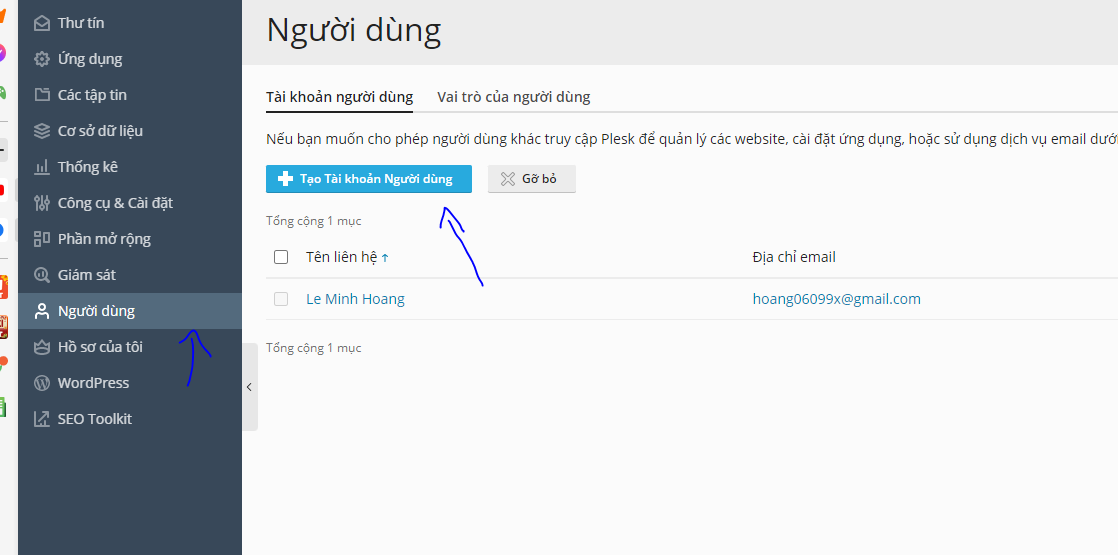 Thư tín
Ứng dụng
Các tập tin
Cơ sở dữ liệu
Thống kê
Công cụ & Cài đặt
Phần mở rộng
Giám sát
Người dùng
Hồ sơ của tôi
WordPress
SEO Toolkit
Người dùng
Tài khoản người dùng Vai trò của người dùng
Nếu bạn muốn cho phép người dùng khác truy cập Plesk để quản lý các website, cài đặt ứng dụng, hoặc sử dụng dịch vụ email dưới
Tạo Tài khoản Người dùng Gỡ bỏ
Tổng cộng 1 mục
Tên liên hệ ↑ Địa chỉ email
Le Minh Hoang hoang06099x@gmail.com
Tổng cộng 1 mục